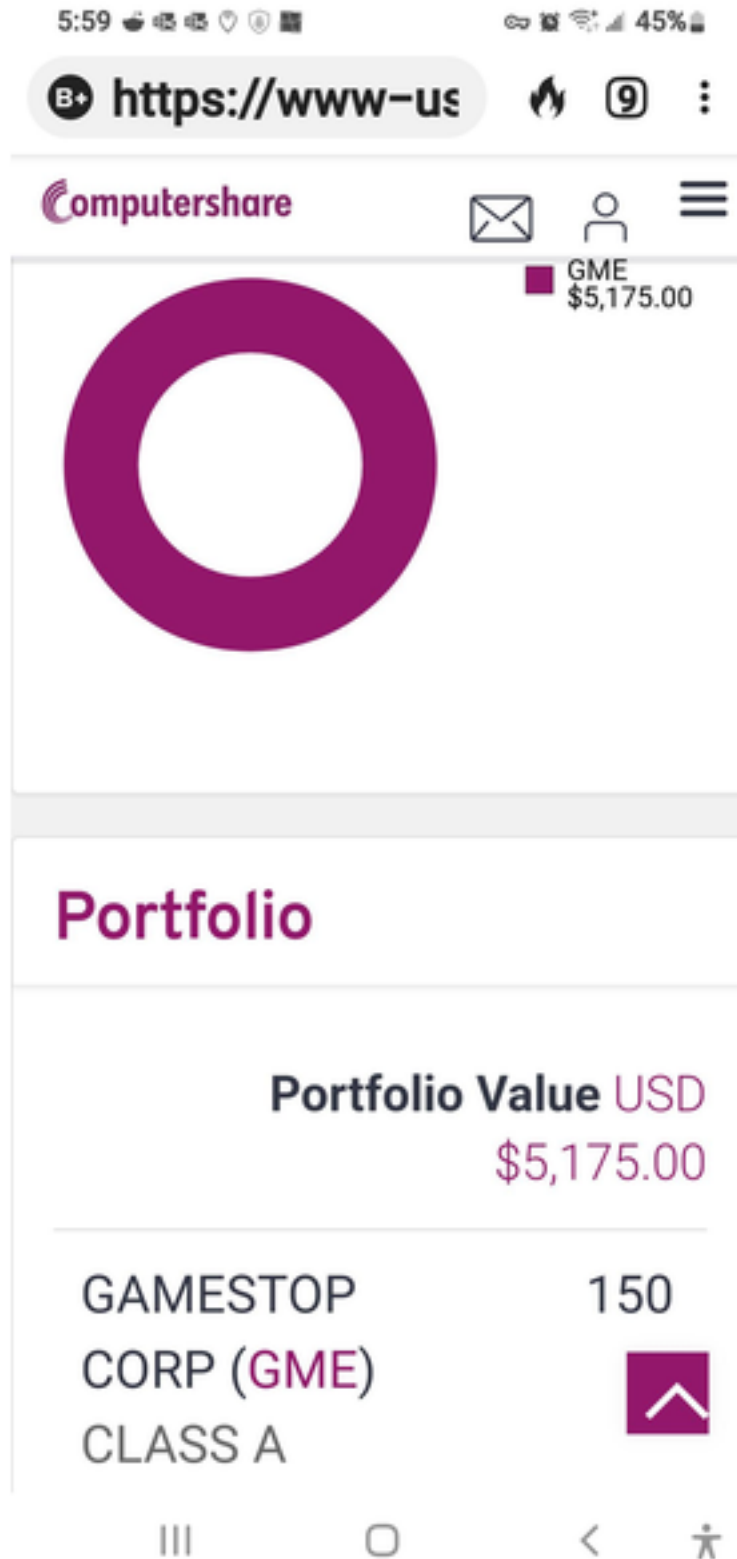 5:59
45%
B+ https://www-us
9
Computershare
GME
$5,175.00
Portfolio
Portfolio Value USD
$5,175.00
GAMESTOP 150
CORP (GME)
CLASS A